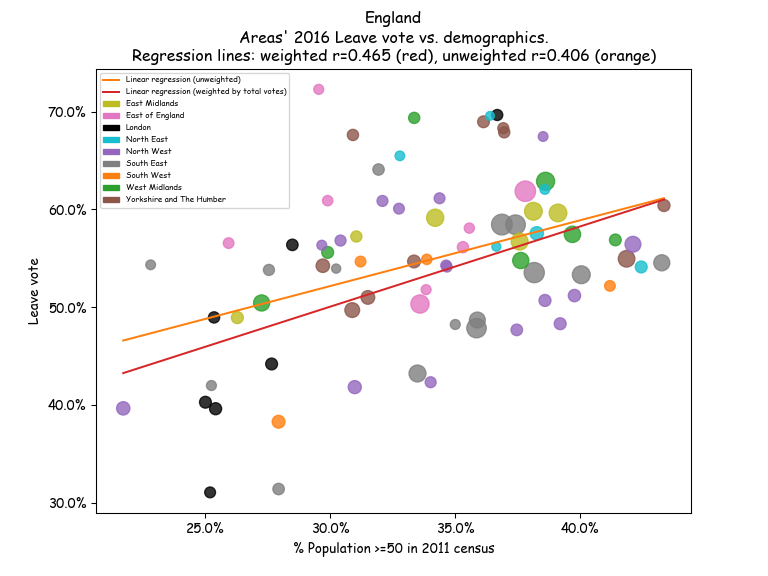 England
Areas' 2016 Leave vote vs. demographics.
Regression lines: weighted r=0.465 (red), unweighted r=0.406 (orange)
Linear regression (unweighted)
Linear regression (weighted by total votes)
East Midlands
East of England
London
North East
North West
South East
South West
West Midlands
Yorkshire and The Humber
70.0%
60.0%
50.0%
40.0%
30.0%
Leave vote
25.0% 30.0% 35.0% 40.0%
% Population >=50 in 2011 census